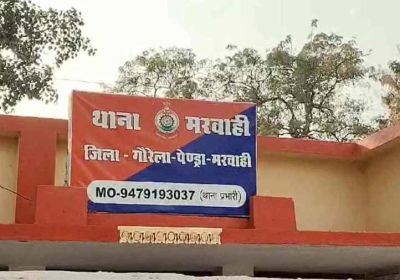 थाना मरवाही
जिला - गौरेला-पेण्ड्रा-मरवाही
MO-9479193037 (थाना प्रभारी)